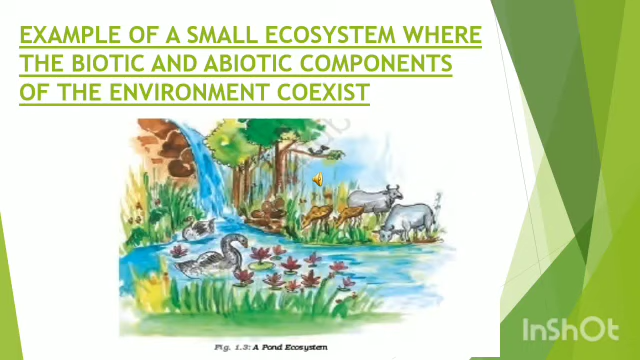 EXAMPLE OF A SMALL ECOSYSTEM WHERE
THE BIOTIC AND ABIOTIC COMPONENTS
OF THE ENVIRONMENT COEXIST
Fig. 1.3: A Pond Ecosystem
InShOt